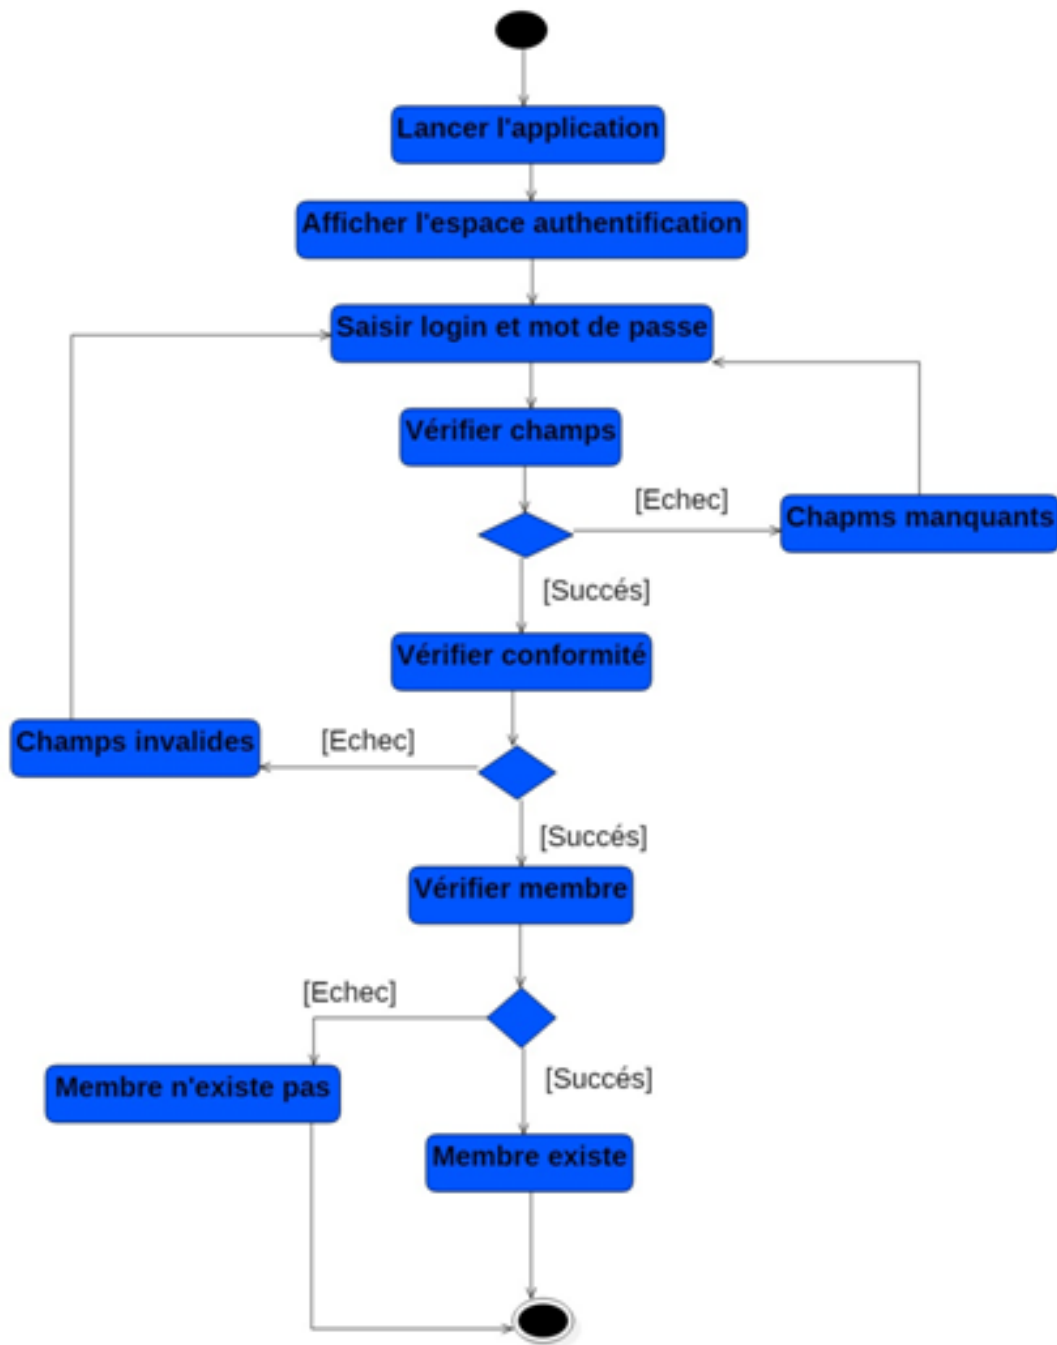 Lancer l'application
Afficher l'espace authentification
Saisir login et mot de passe
Vérifier champs
[Echec]
Chapms manquants
[Succés]
Vérifier conformité
Champs invalides
[Echec]
[Succés]
Vérifier membre
[Echec]
[Succés]
Membre n'existe pas
Membre existe